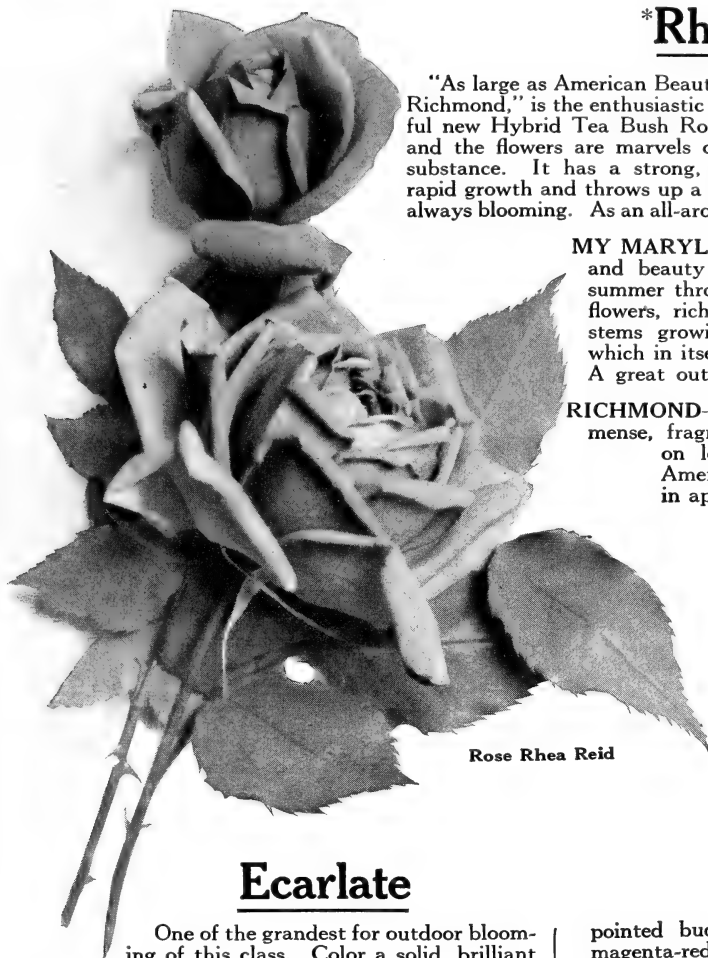 *Rh
"As large as American Beaut
Richmond," is the enthusiastic
ful new Hybrid Tea Bush Ro
and the flowers are marvels o
substance. It has a strong,
rapid growth and throws up a
always blooming. As an all-aro
MY MARYL
and beauty
summer thro
flowers, rich
stems growi
which in itse
A great out
RICHMOND-
mense, fragr
on l
Amer
in ap
Rose Rhea Reid
Ecarlate
One of the grandest for outdoor bloom-
ing of this class. Color a solid, brilliant
pointed buc
magenta-red